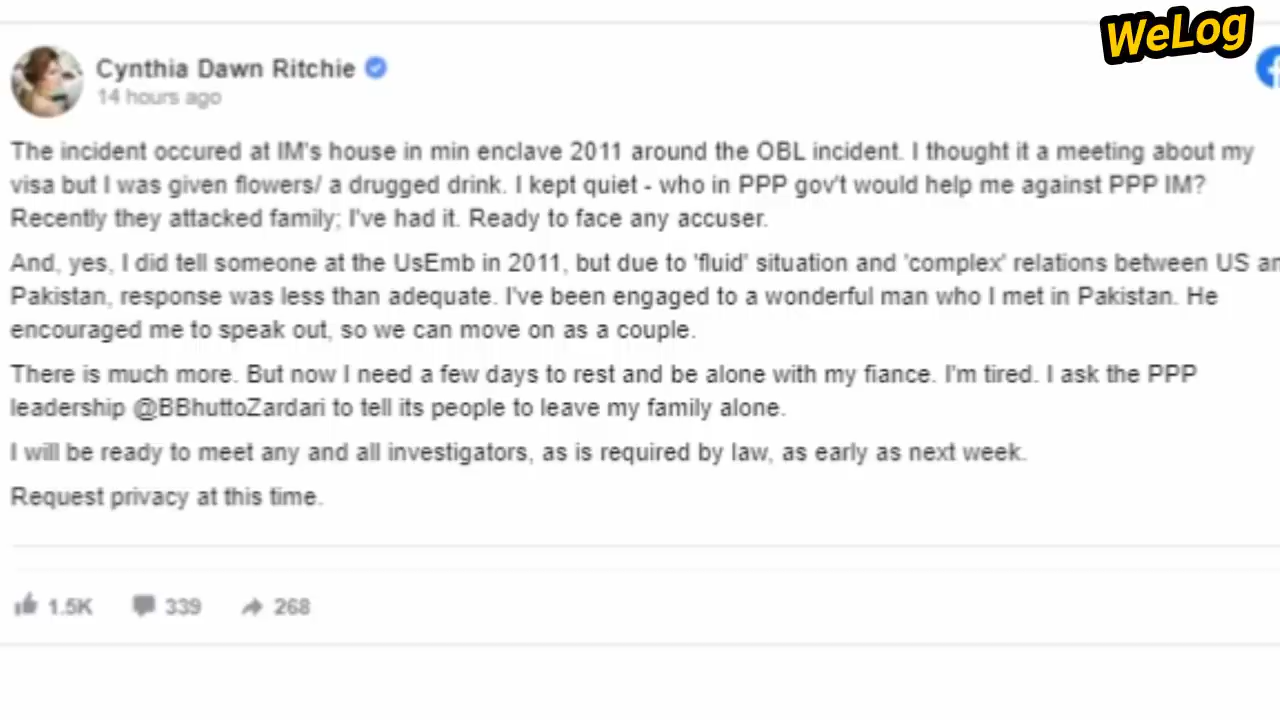 WeLog
Cynthia Dawn Ritchie
14 hours ago
The incident occured at IM's house in min enclave 2011 around the OBL incident. I thought it a meeting about my
visa but I was given flowers/ a drugged drink. I kept quiet - who in PPP gov't would help me against PPP IM?
Recently they attacked family; I've had it. Ready to face any accuser.
And, yes, I did tell someone at the UsEmb in 2011, but due to 'fluid' situation and 'complex' relations between US an
Pakistan, response was less than adequate. I've been engaged to a wonderful man who I met in Pakistan. He
encouraged me to speak out, so we can move on as a couple.
There is much more. But now I need a few days to rest and be alone with my fiance. I'm tired. I ask the PPP
leadership @BBhuttoZardari to tell its people to leave my family alone.
I will be ready to meet any and all investigators, as is required by law, as early as next week.
Request privacy at this time.
1.5K 339 268